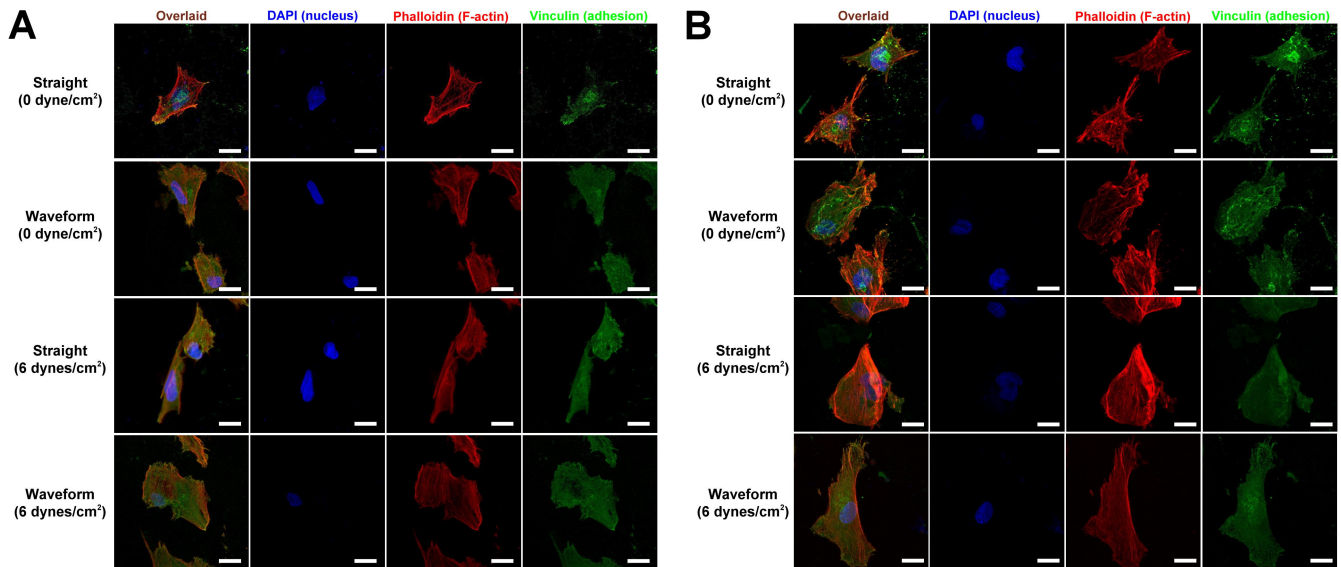 A
Overlaid DAPI (nucleus) Phalloidin (F-actin) Vinculin (adhesion)
Straight
(0 dyne/cm²)
Waveform
(0 dyne/cm²)
Straight
(6 dynes/cm²)
Waveform
(6 dynes/cm²)
B
Overlaid DAPI (nucleus) Phalloidin (F-actin) Vinculin (adhesion)
Straight
(0 dyne/cm²)
Waveform
(0 dyne/cm²)
Straight
(6 dynes/cm²)
Waveform
(6 dynes/cm²)